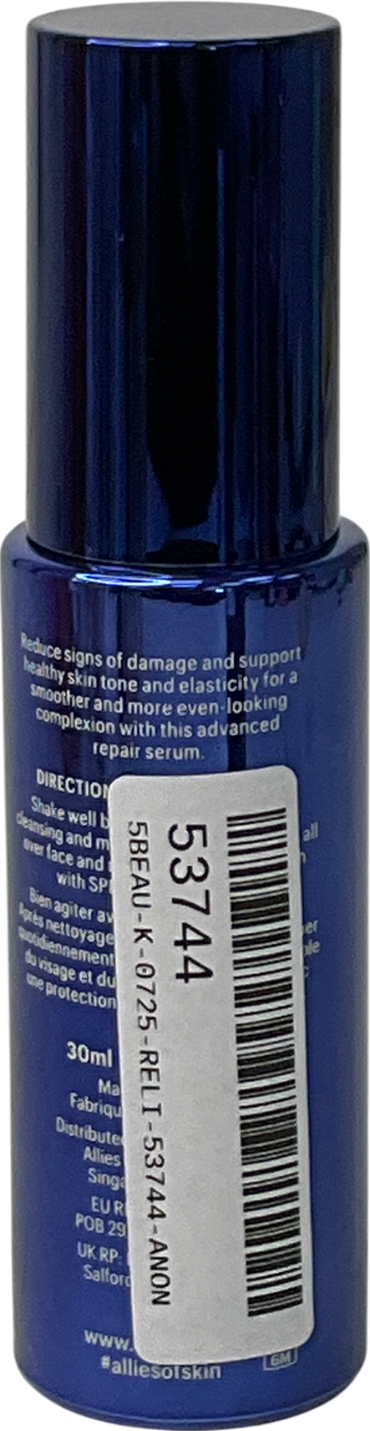 Reduce signs of damage and support
healthy skin tone and elasticity for a
smoother and more even-looking
complexion with this advanced
repair serum.
DIRECTION
Shake well b
cleansing and m
all
over face and
with SP
Bien agiter av
Après nettoyage
quotidiennement
du visage et du
une protection
30ml
Ma
Fabriqu
Distribute
Allies
Singa
EU R
POB 29
UK RP:
Salford
www.
#alliesofskin
6M
53744
5BEAU-K-0725-RELI-53744-ANON